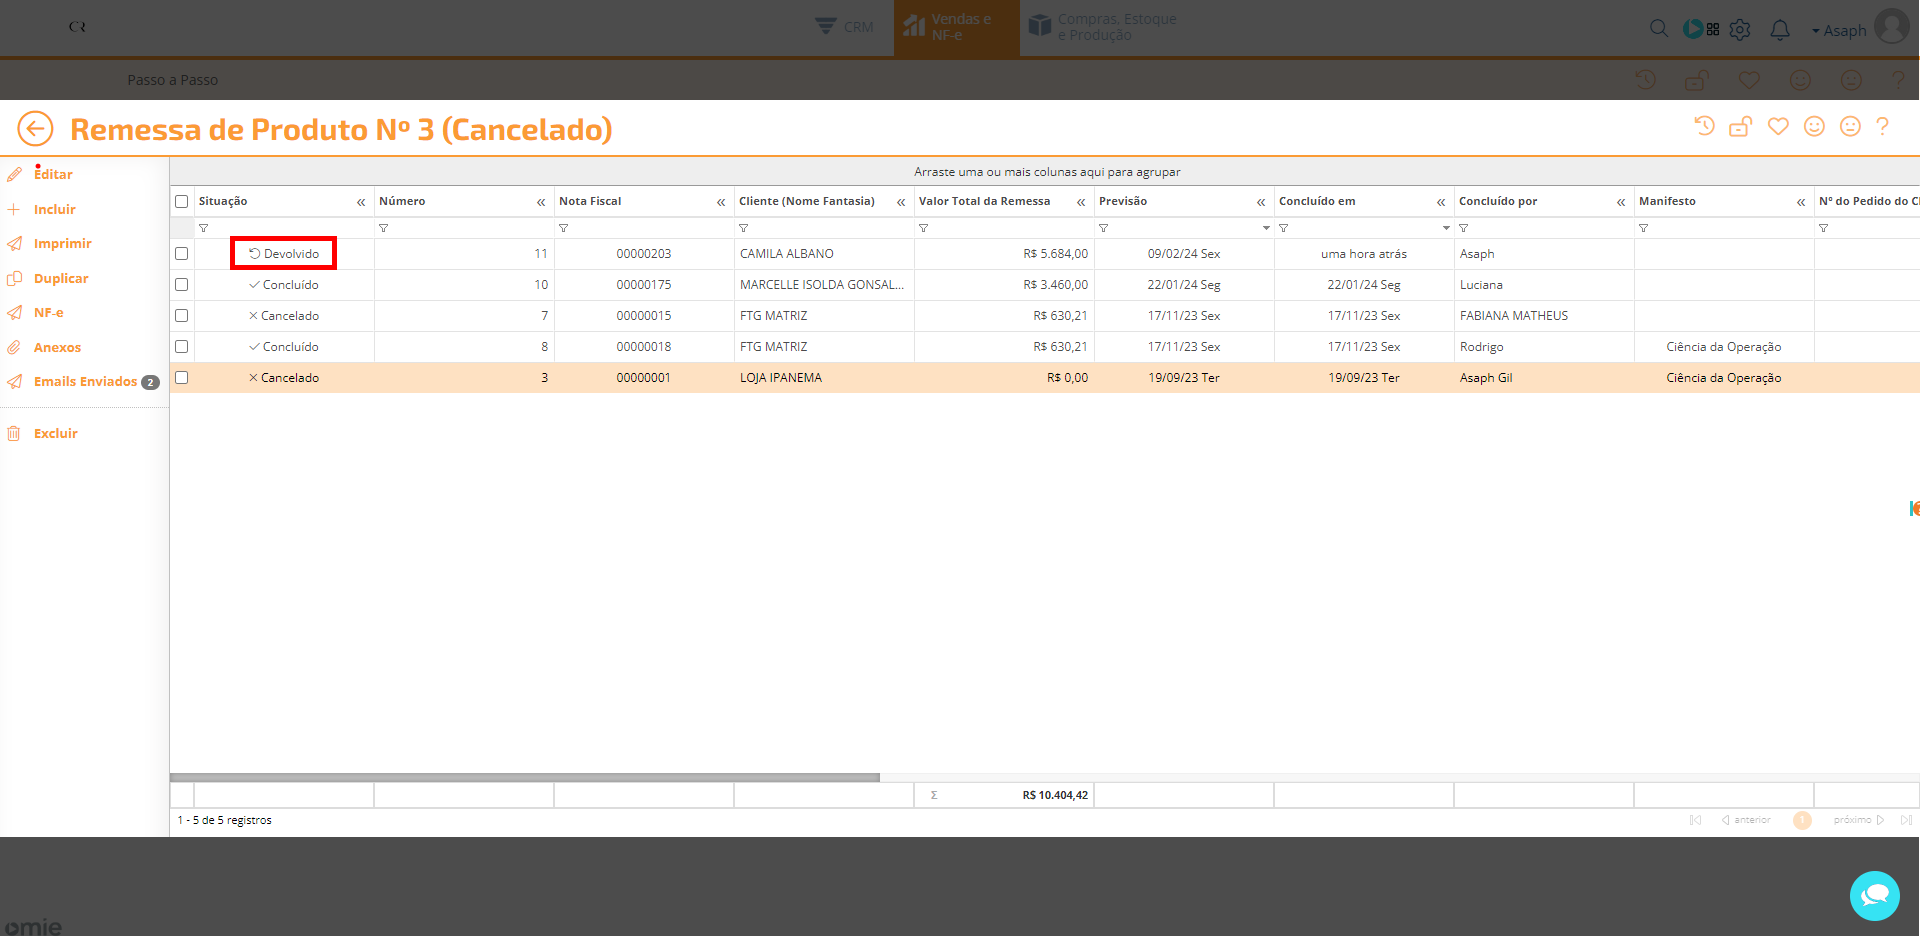 CR
CRM
Vendas e
NF-e
Compras, Estoque
e Produção
Asaph
Passo a Passo
?
Remessa de Produto Nº 3 (Cancelado)
?
Editar
Incluir
Imprimir
Duplicar
NF-e
Anexos
Emails Enviados 2
Excluir
Arraste uma ou mais colunas aqui para agrupar
Situação « Número « Nota Fiscal « Cliente (Nome Fantasia) « Valor Total da Remessa « Previsão « Concluído em « Concluído por « Manifesto « Nº do Pedido do Cl
Devolvido 11 00000203 CAMILA ALBANO R$ 5.684,00 09/02/24 Sex uma hora atrás Asaph
Concluído 10 00000175 MARCELLE ISOLDA GONSAL... R$ 3.460,00 22/01/24 Seg 22/01/24 Seg Luciana
Cancelado 7 00000015 FTG MATRIZ R$ 630,21 17/11/23 Sex 17/11/23 Sex FABIANA MATHEUS
Concluído 8 00000018 FTG MATRIZ R$ 630,21 17/11/23 Sex 17/11/23 Sex Rodrigo Ciência da Operação
Cancelado 3 00000001 LOJA IPANEMA R$ 0,00 19/09/23 Ter 19/09/23 Ter Asaph Gil Ciência da Operação
Σ R$ 10.404,42
1 - 5 de 5 registros
anterior 1 próximo
omie